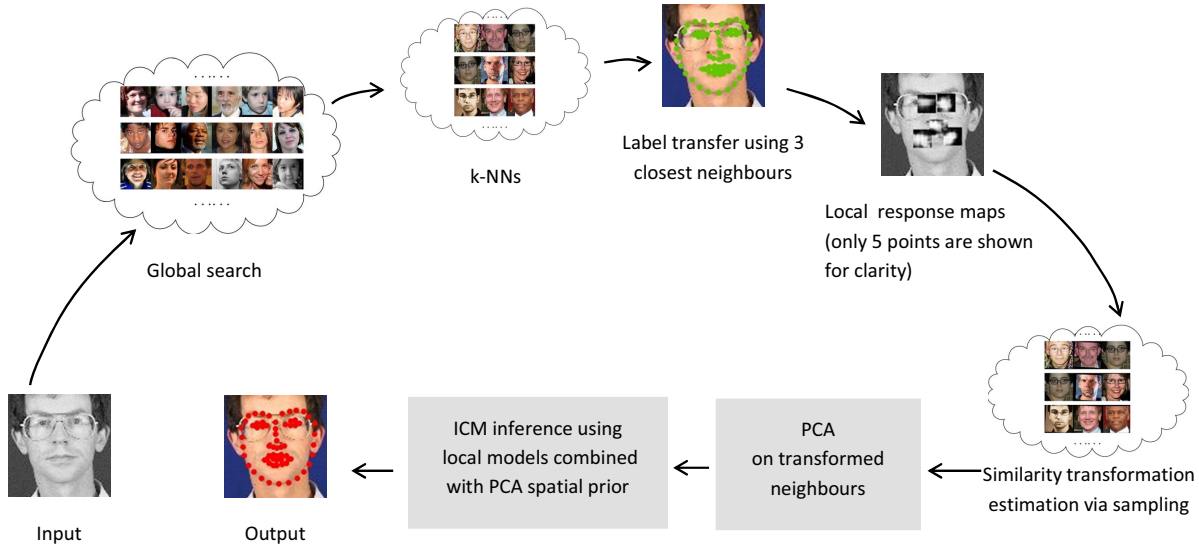 Global search
k-NNs
Label transfer using 3
closest neighbours
Local response maps
(only 5 points are shown
for clarity)
Similarity transformation
estimation via sampling
PCA
on transformed
neighbours
ICM inference using
local models combined
with PCA spatial prior
Output
Input